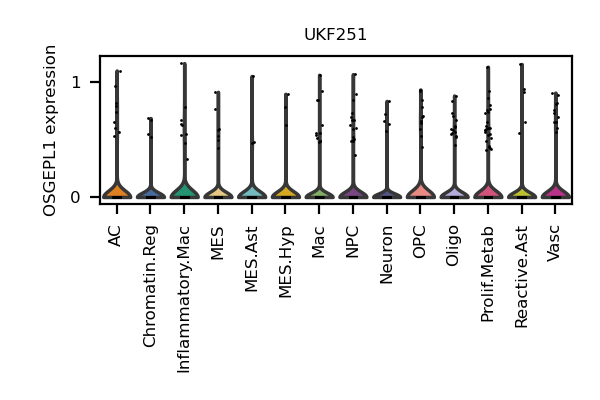 UKF251
OSGEPL1 expression
1
0
AC
Chromatin.Reg
Inflammatory.Mac
MES
MES.Ast
MES.Hyp
Mac
NPC
Neuron
OPC
Oligo
Prolif.Metab
Reactive.Ast
Vasc